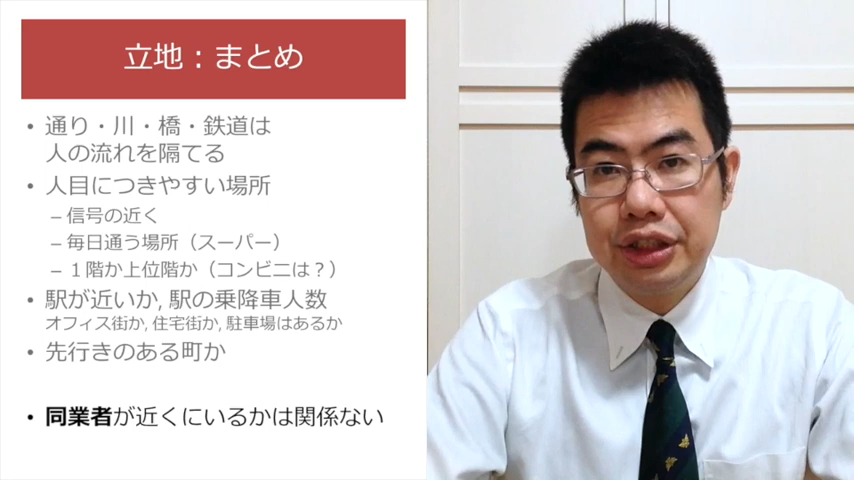 立地：まとめ
• 通り・川・橋・鉄道は
人の流れを隔てる
• 人目につきやすい場所
– 信号の近く
– 毎日通う場所（スーパー）
– １階か上位階か（コンビニは？）
• 駅が近いか, 駅の乗降車人数
オフィス街か, 住宅街か, 駐車場はあるか
• 先行きのある町か
• 同業者が近くにいるかは関係ない